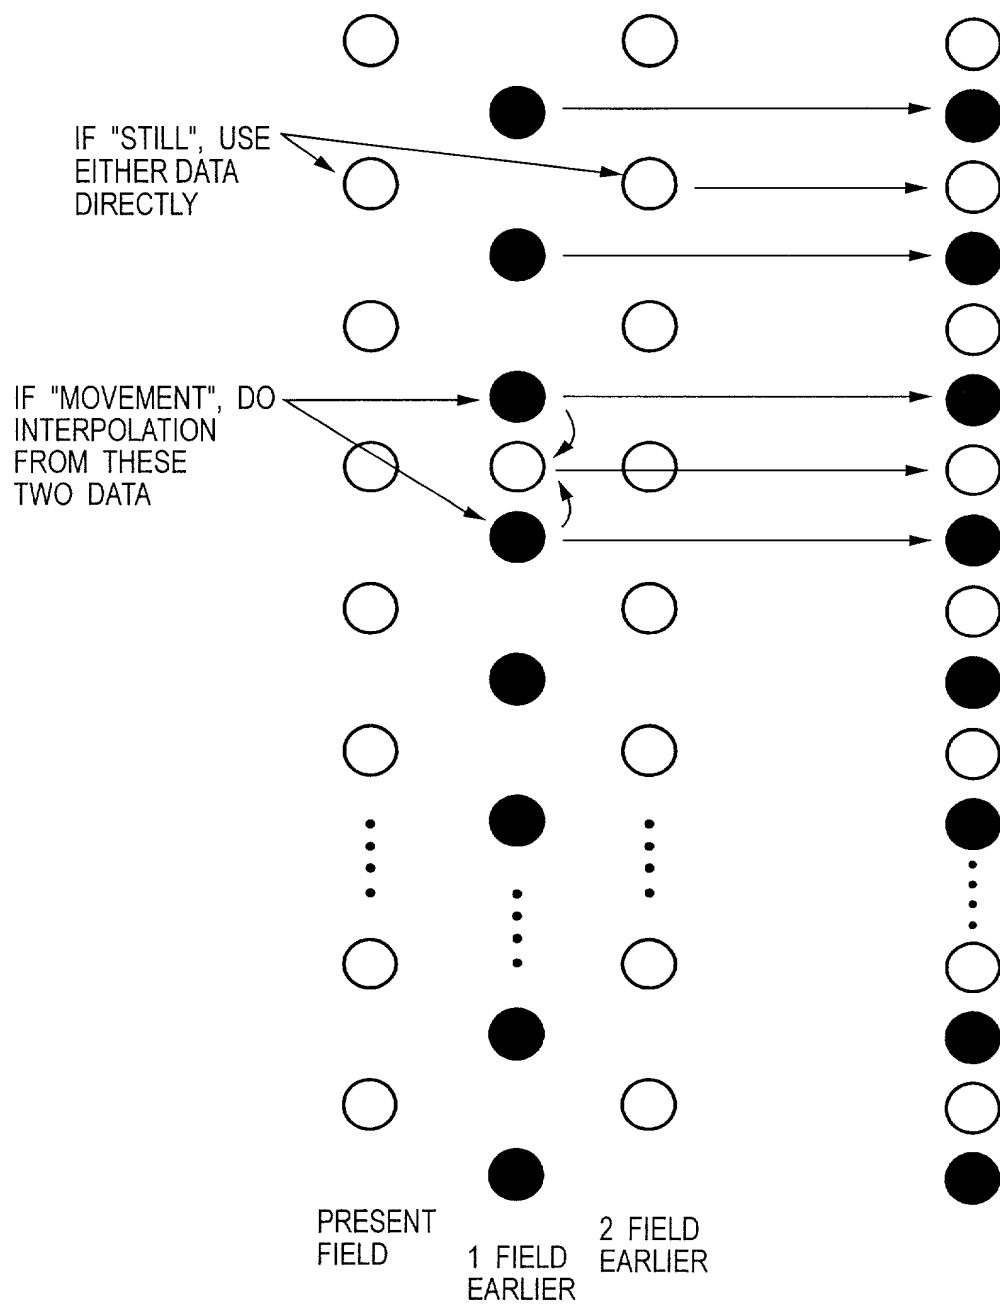 IF "STILL", USE
EITHER DATA
DIRECTLY
IF "MOVEMENT", DO
INTERPOLATION
FROM THESE
TWO DATA
PRESENT
FIELD
1 FIELD
EARLIER
2 FIELD
EARLIER